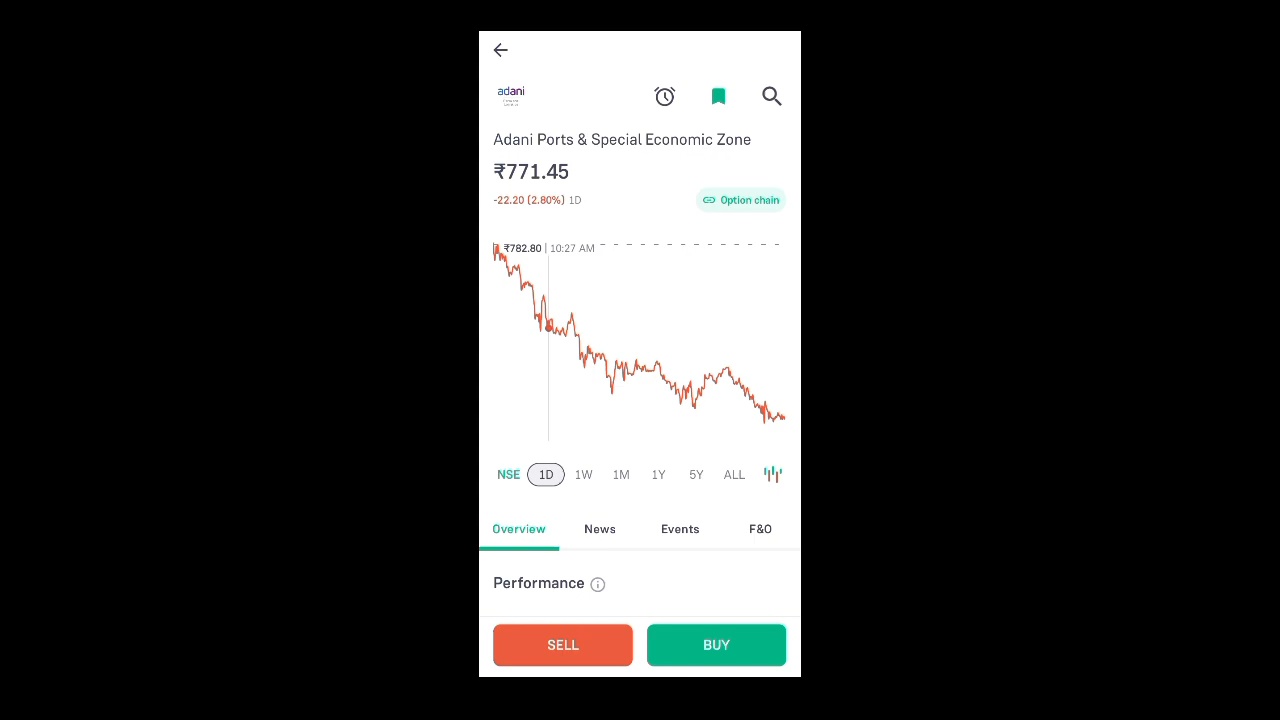 adani
Adani Ports & Special Economic Zone
₹771.45
-22.20 (2.80%) 1D
Option chain
₹782.80 | 10:27 AM
NSE 1D 1W 1M 1Y 5Y ALL
Overview News Events F&O
Performance
SELL BUY